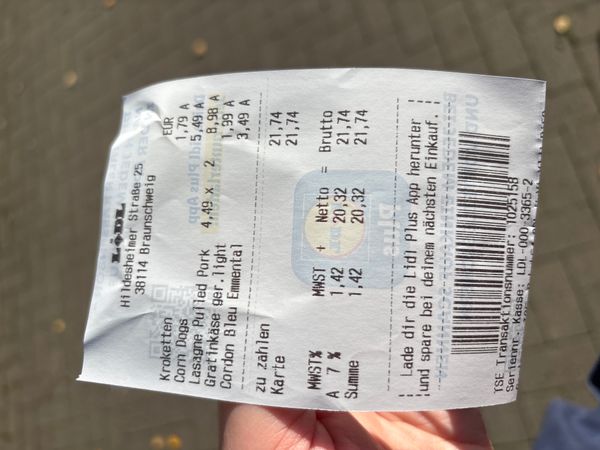 LIDL
Hildesheimer Straße 25
38114 Braunschweig
EUR
Kroketten 1,79 A
Corn Dogs 5,49 A
Lasagne Pulled Pork 4,49 x 2 8,98 A
Gratinkäse ger.light 1,99 A
Cordon Bleu Emmental 3,49 A
zu zahlen 21,74
Karte 21,74
MWST% MWST + Netto = Brutto
A 7 % 1,42 20,32 21,74
Summe 1,42 20,32 21,74
Lade dir die Lidl Plus App herunter
und spare bei deinem nächsten Einkauf.
TSE Transaktionsnummer: 1025158
Seriennr. Kasse: LDL-000-3365-2